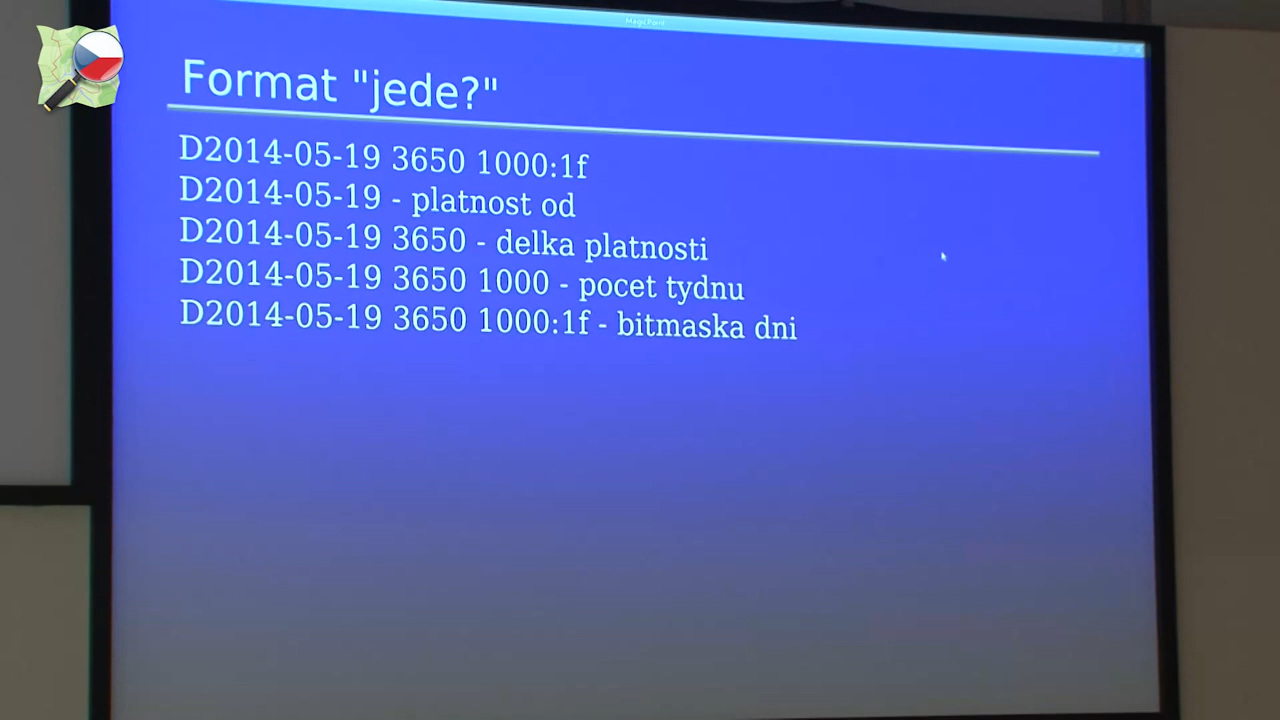 MagicPoint
Format "jede?"
D2014-05-19 3650 1000:1f
D2014-05-19 - platnost od
D2014-05-19 3650 - delka platnosti
D2014-05-19 3650 1000 - pocet tydnu
D2014-05-19 3650 1000:1f - bitmaska dni